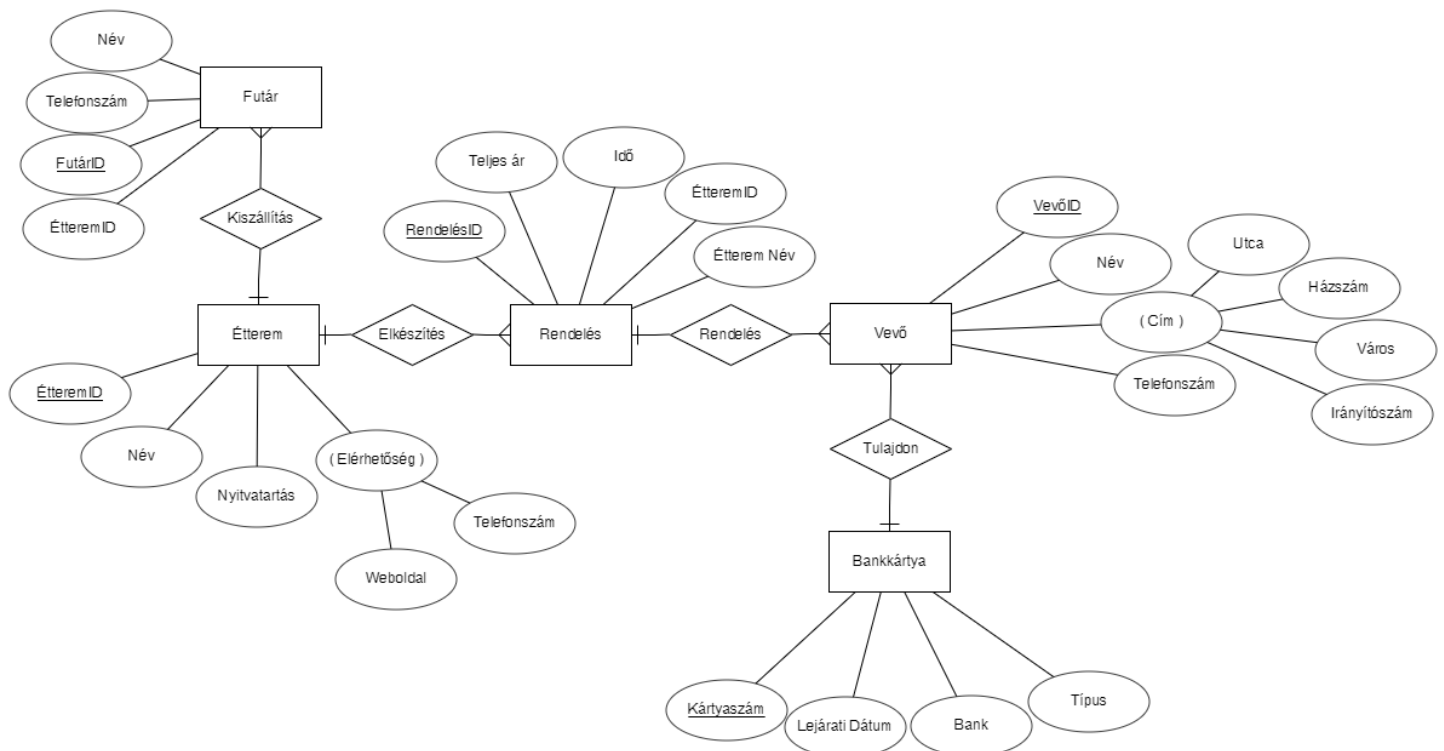 Név
Futár
Telefonszám
FutárID
ÉtteremID
Kiszállítás
Teljes ár
Idő
ÉtteremID
RendelésID
Étterem Név
VevőID
Név
Utca
Házszám
( Cím )
Város
Telefonszám
Irányítószám
Étterem
Elkészítés
Rendelés
Rendelés
Vevő
ÉtteremID
Név
Nyitvatartás
( Elérhetőség )
Telefonszám
Weboldal
Tulajdon
Bankkártya
Kártyaszám
Lejárati Dátum
Bank
Típus